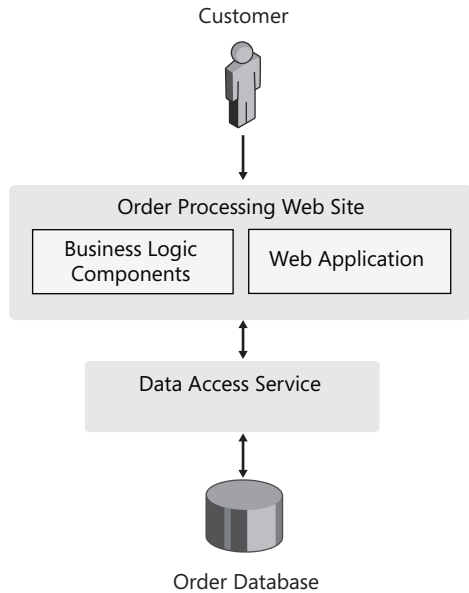 Customer
Order Processing Web Site
Business Logic
Components
Web Application
Data Access Service
Order Database